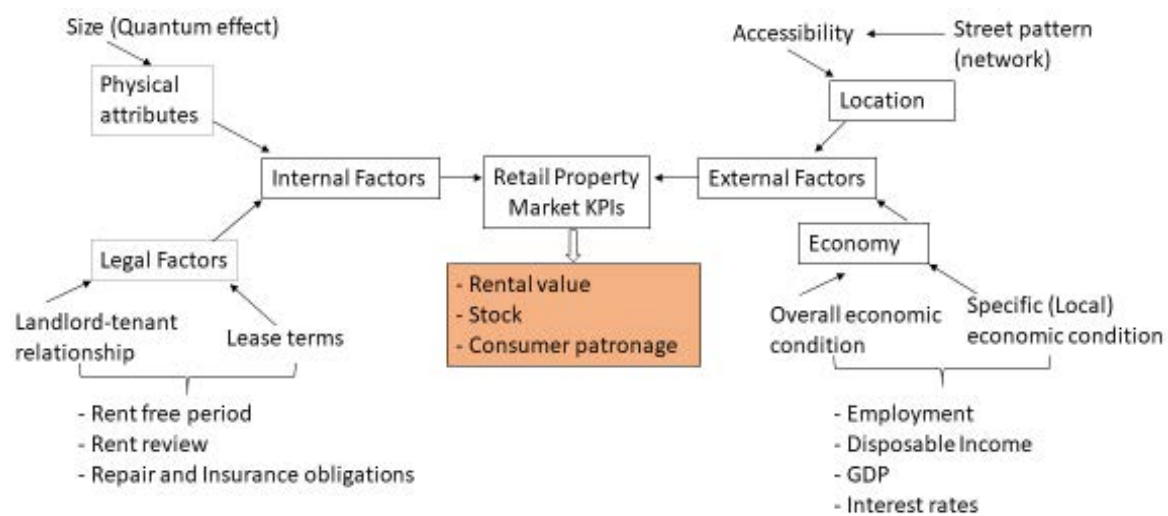 Size (Quantum effect)
Physical
attributes
Internal Factors
Legal Factors
Landlord-tenant
relationship
Lease terms
- Rent free period
- Rent review
- Repair and Insurance obligations
Retail Property
Market KPIs
- Rental value
- Stock
- Consumer patronage
Accessibility
Street pattern
(network)
Location
External Factors
Economy
Overall economic
condition
Specific (Local)
economic condition
- Employment
- Disposable Income
- GDP
- Interest rates